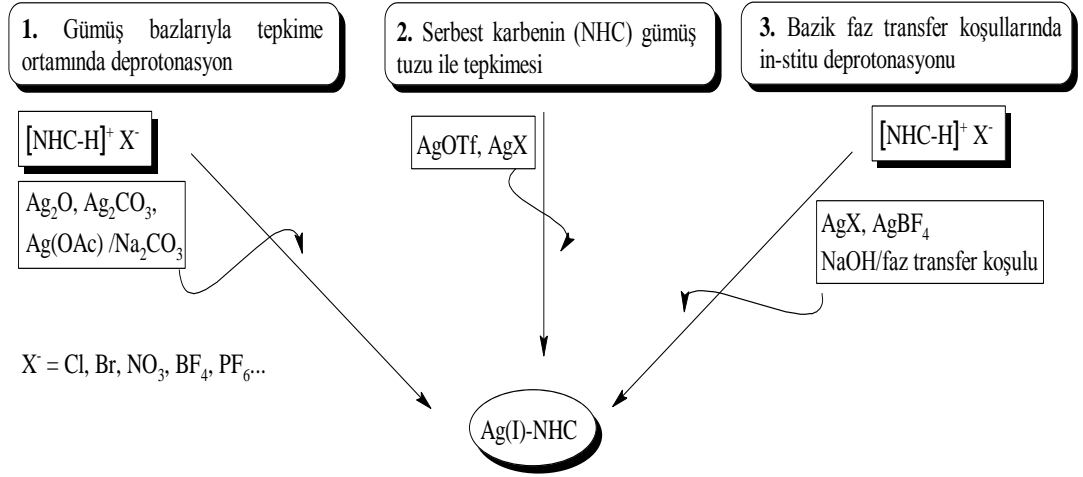 1. Gümüş bazlarıyla tepkime
ortamında deprotonasyon
2. Serbest karbenin (NHC) gümüş
tuzu ile tepkimesi
3. Bazik faz transfer koşullarında
in-stitu deprotonasyonu
[NHC-H]⁺ X⁻
Ag₂O, Ag₂CO₃,
Ag(OAc) /Na₂CO₃
AgOTf, AgX
[NHC-H]⁺ X⁻
AgX, AgBF₄
NaOH/faz transfer koşulu
X⁻ = Cl, Br, NO₃, BF₄, PF₆...
Ag(I)-NHC